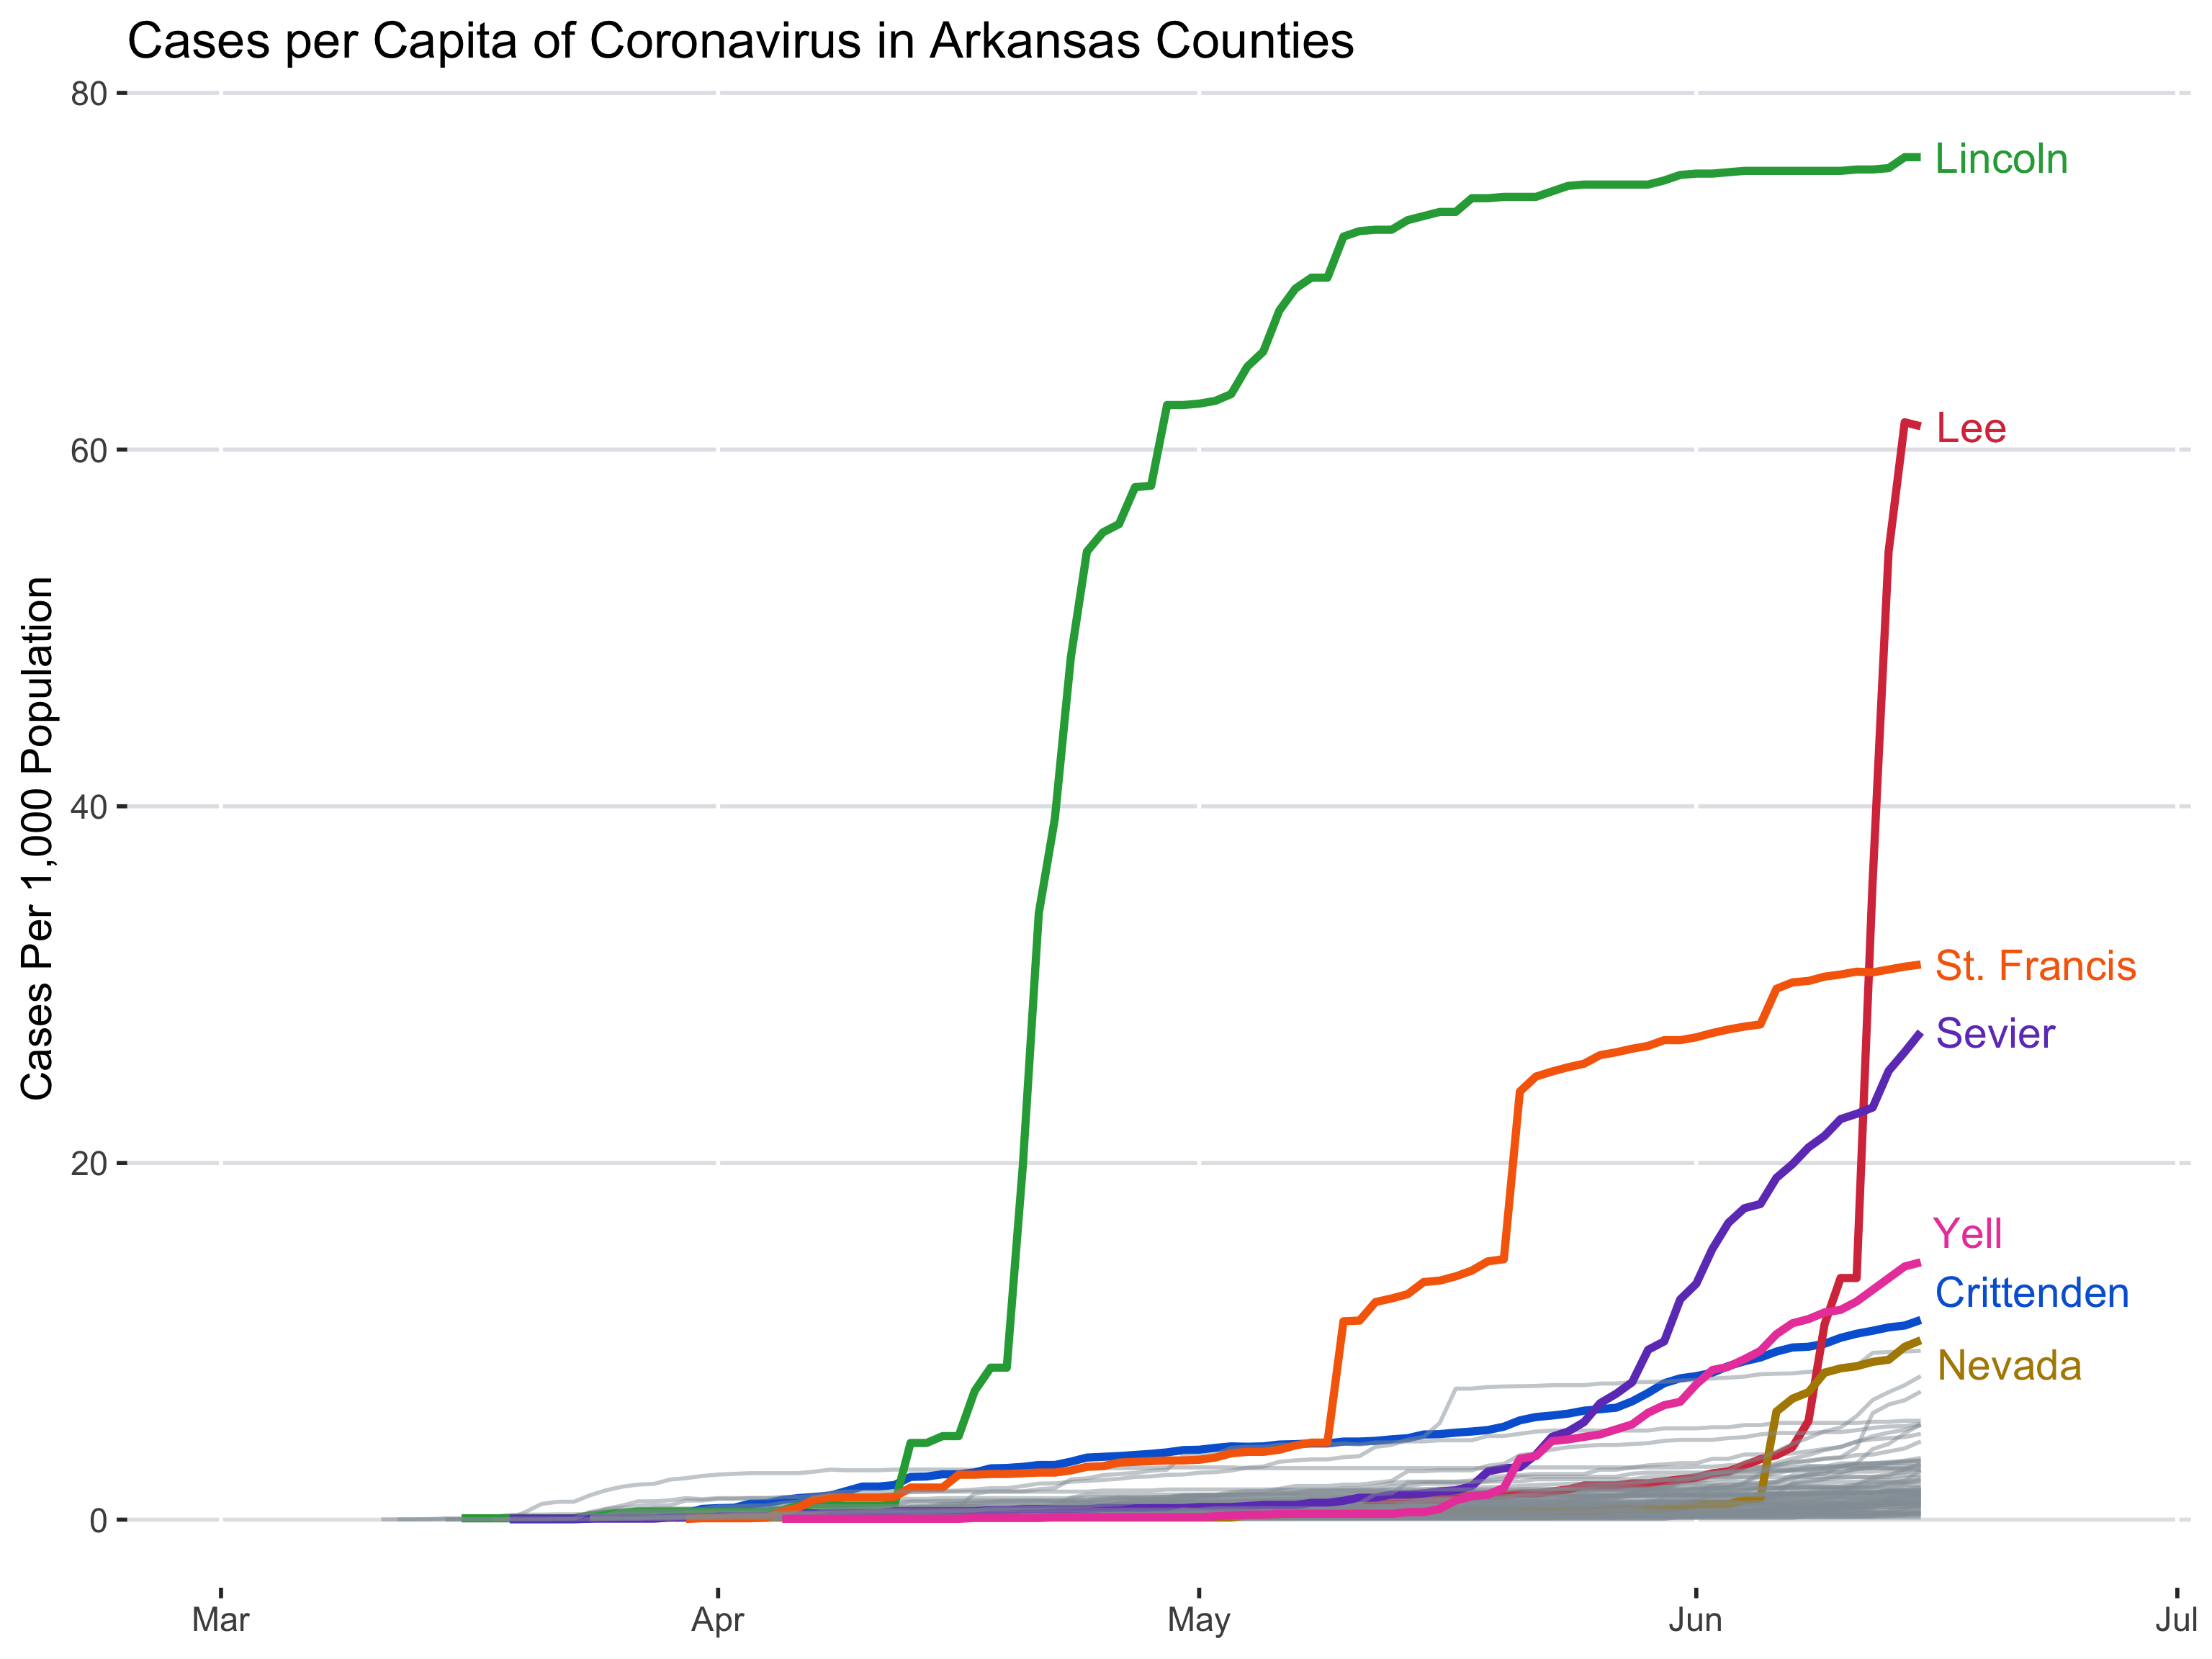 Cases per Capita of Coronavirus in Arkansas Counties
Cases Per 1,000 Population
80
60
40
20
0
Lincoln
Lee
St. Francis
Sevier
Yell
Crittenden
Nevada
Mar Apr May Jun Jul